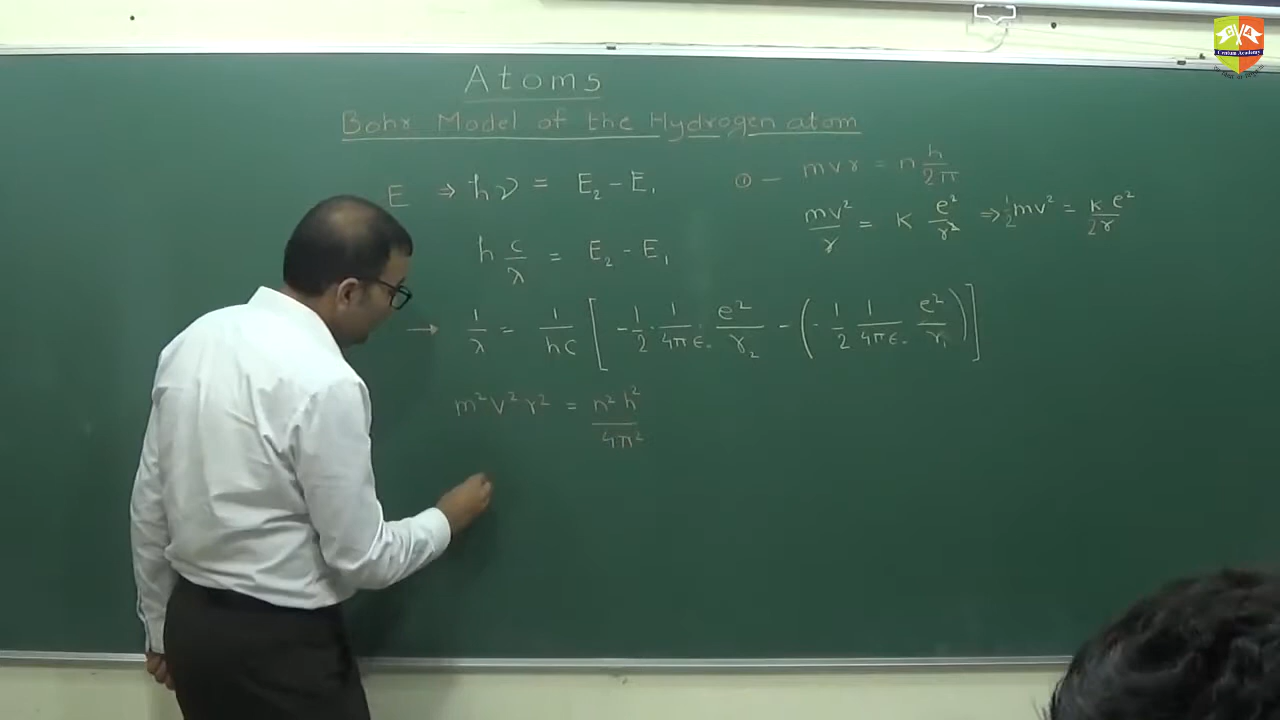 Atoms
Bohr Model of the Hydrogen atom
E ⇒ hν = E₂ - E₁
① — mvr = n h/2π
mv²/r = K e²/r² ⇒ ½mv² = K e²/2r
h c/λ = E₂ - E₁
→ 1/λ = 1/hc [ -1/2 · 1/4πε₀ · e²/r₂ - ( -1/2 1/4πε₀ · e²/r₁ ) ]
m²v²r² = n²h²/4π²
Centum Academy